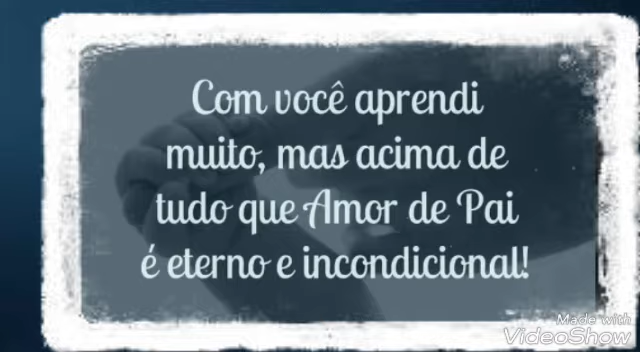 Com você aprendi
muito, mas acima de
tudo que Amor de Pai
é eterno e incondicional!
Made with
VideoShow